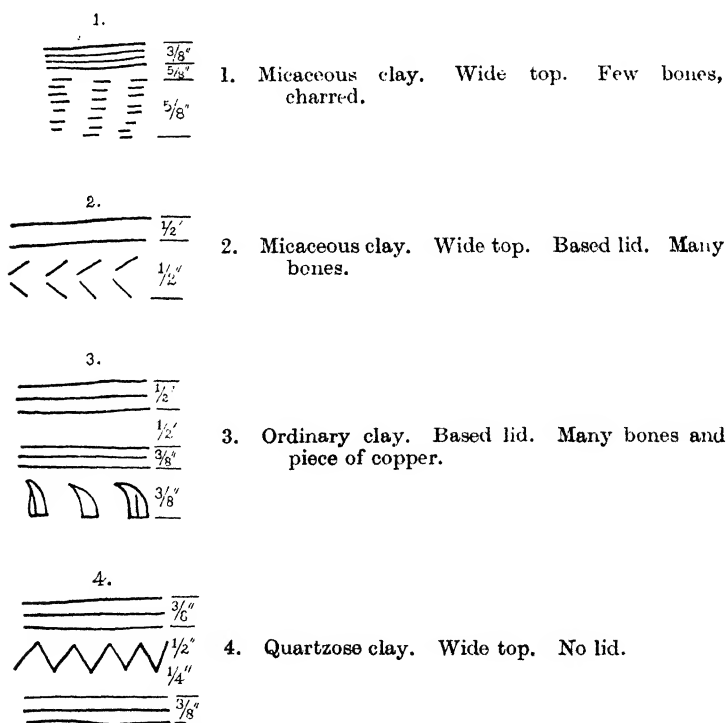 1.
3/8"
5/8"
5/8"
1. Micaceous clay. Wide top. Few bones,
charred.
2.
1/2'
1/2"
2. Micaceous clay. Wide top. Based lid. Many
bones.
3.
1/2'
1/2'
3/8"
3/8"
3. Ordinary clay. Based lid. Many bones and
piece of copper.
4.
1/2"
1/4"
3/8"
4. Quartzose clay. Wide top. No lid.